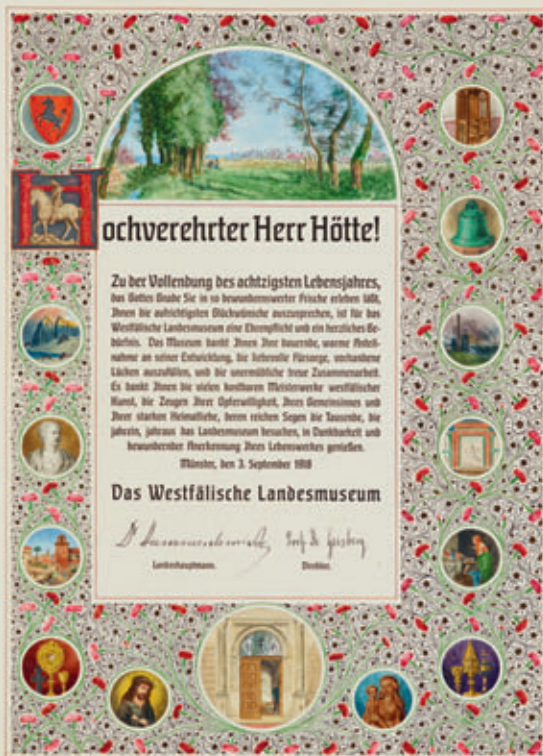 Hochverehrter Herr Hötte!
Zu der Vollendung des achtzigsten Lebensjahres,
das Gottes Gnade Sie in so bewundernswerter Frische erleben läßt,
Ihnen die aufrichtigsten Glückwünsche auszusprechen, ist für das
Westfälische Landesmuseum eine Ehrenpflicht und ein herzliches Be-
dürfnis. Das Museum dankt Ihnen Ihre dauernde, warme Anteil-
nahme an seiner Entwicklung, die liebevolle Fürsorge, vorhandene
Lücken auszufüllen, und die unermüdliche treue Zusammenarbeit.
Es dankt Ihnen die vielen kostbaren Meisterwerke westfälischer
Kunst, die Zeugen Ihrer Opferwilligkeit, Ihres Gemeinsinnes und
Ihrer starken Heimatliebe, deren reichen Segen die Tausende, die
jahrein, jahraus das Landesmuseum besuchen, in Dankbarkeit und
bewundernder Anerkennung Ihres Lebenswerkes genießen.
Münster, den 3. September 1918
Das Westfälische Landesmuseum
Dr. Prof. Dr. Geisberg
Landeshauptmann. Direktor.